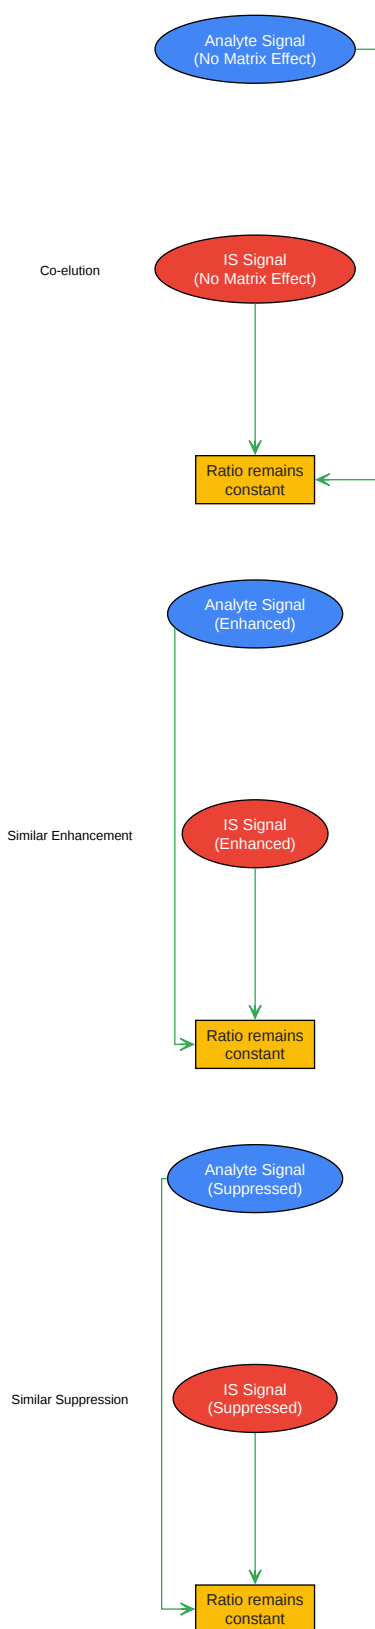 Analyte Signal
(No Matrix Effect)
Co-elution
IS Signal
(No Matrix Effect)
Ratio remains
constant
Analyte Signal
(Enhanced)
Similar Enhancement
IS Signal
(Enhanced)
Ratio remains
constant
Analyte Signal
(Suppressed)
Similar Suppression
IS Signal
(Suppressed)
Ratio remains
constant